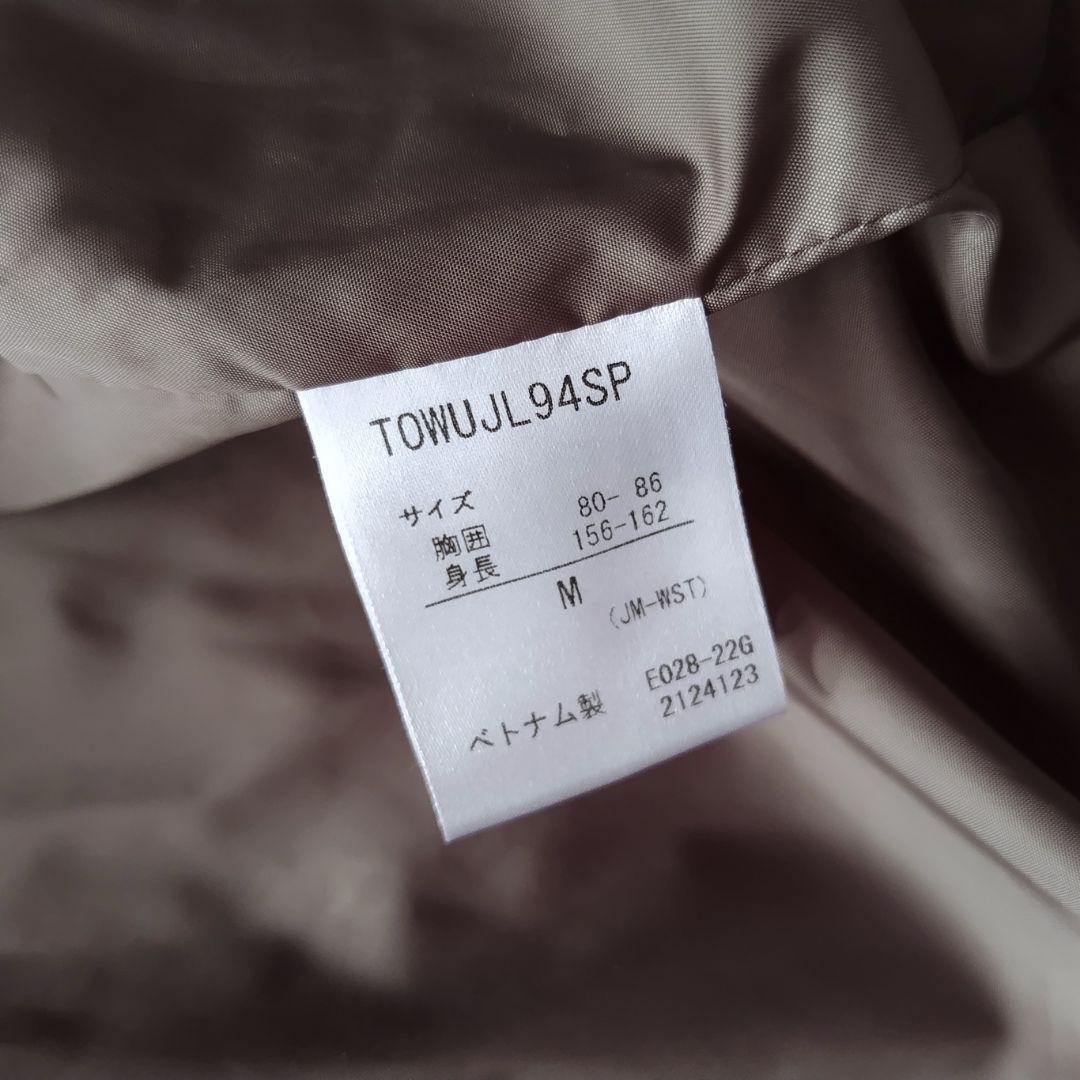 TOWUJL94SP
サイズ
胸囲 80- 86
身長 156-162
M
(JM-WST)
E028-22G
ベトナム製 2124123